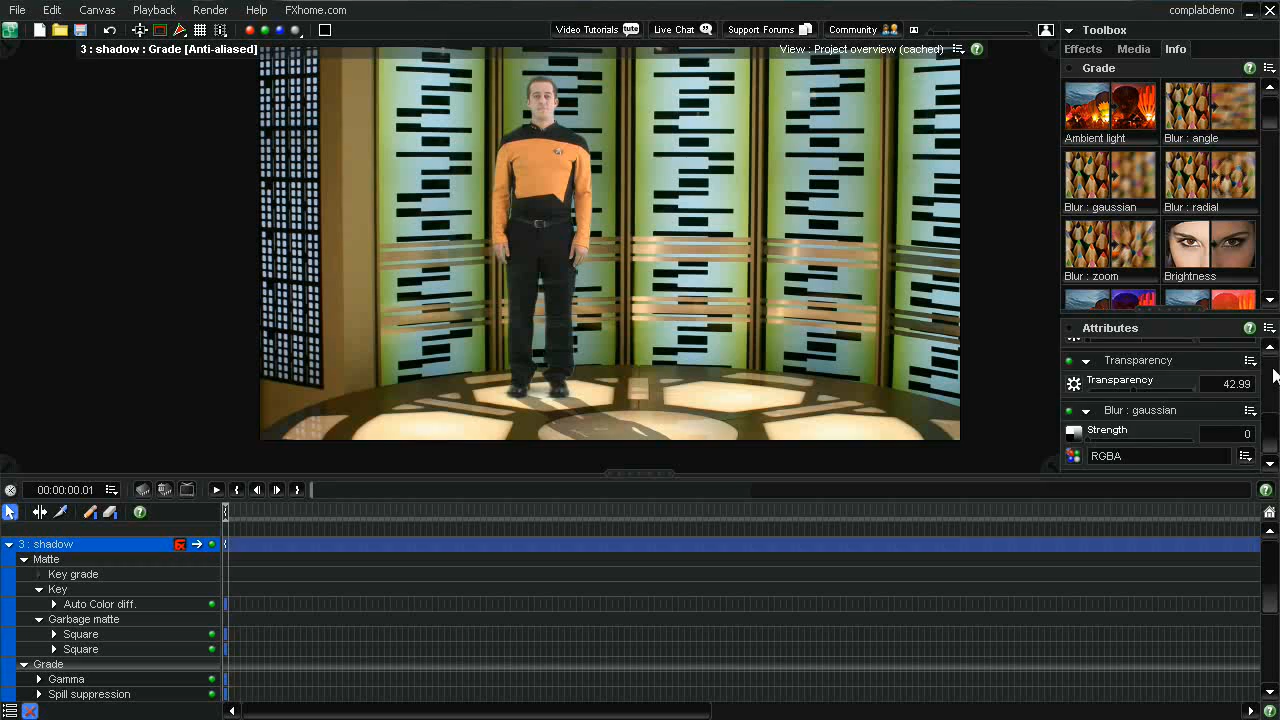 File Edit Canvas Playback Render Help FXhome.com complabdemo
Video Tutorials tute Live Chat Support Forums Community
Toolbox
3 : shadow : Grade [Anti-aliased] View : Project overview (cached)
Effects Media Info
Grade
Ambient light Blur : angle
Blur : gaussian Blur : radial
Blur : zoom Brightness
Attributes
Transparency
Transparency 42.99
Blur : gaussian
Strength 0
RGBA
00:00:00.01
3 : shadow fx
Matte
Key grade
Key
Auto Color diff.
Garbage matte
Square
Square
Grade
Gamma
Spill suppression